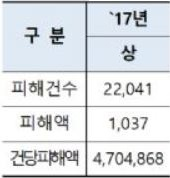 구 분 `17년
상
피해건수 22,041
피해액 1,037
건당피해액 4,704,868